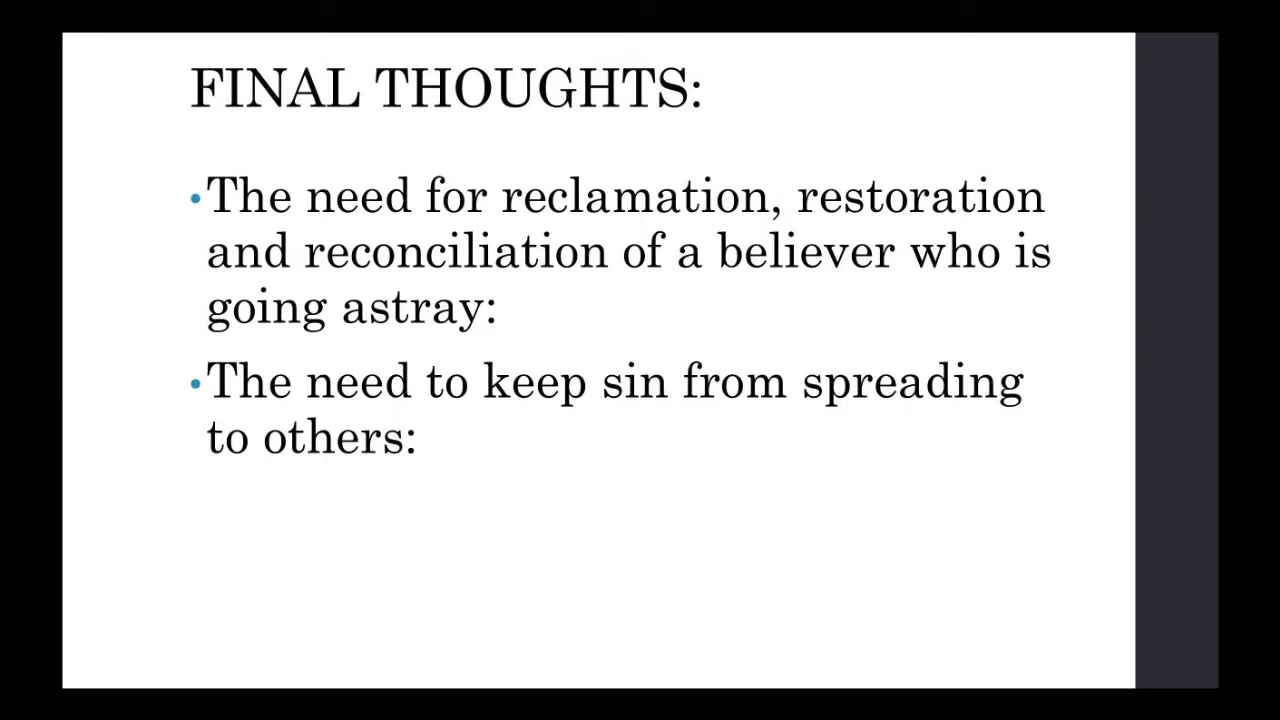 FINAL THOUGHTS:
•The need for reclamation, restoration
and reconciliation of a believer who is
going astray:
•The need to keep sin from spreading
to others: